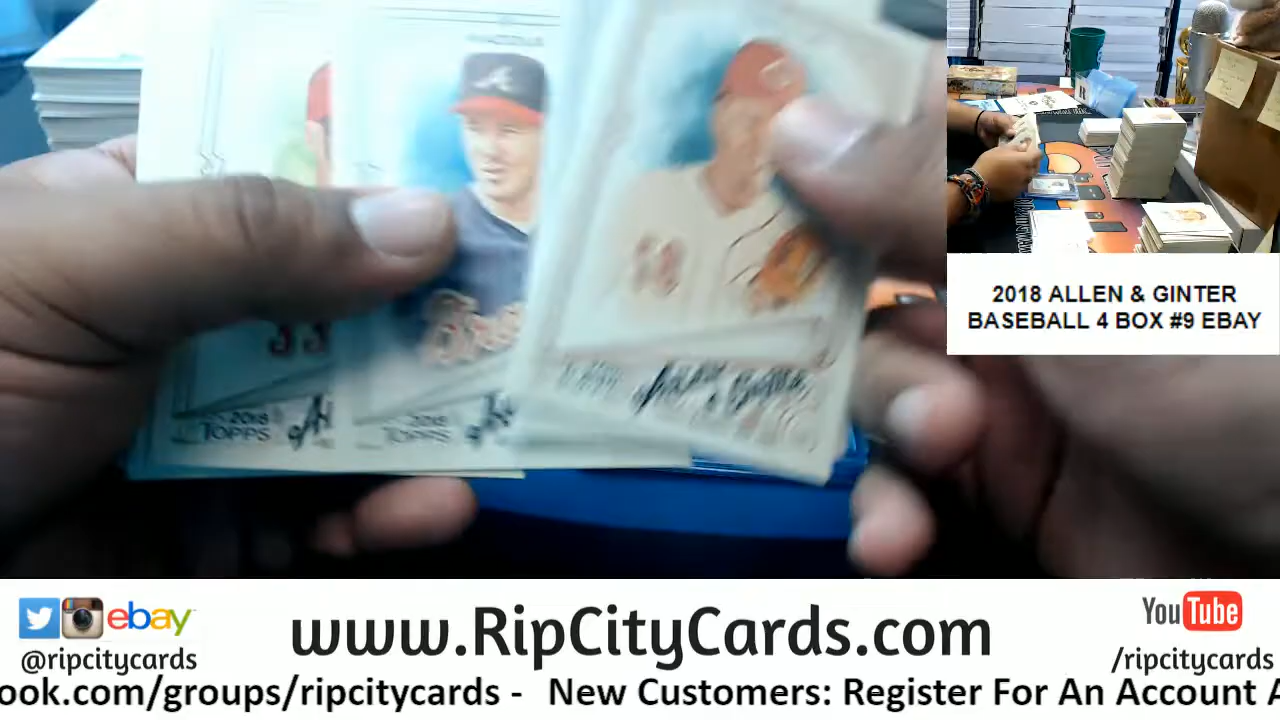 33
2018
TOPPS
2018
TOPPS
2018 ALLEN & GINTER
BASEBALL 4 BOX #9 EBAY
ebay
@ripcitycards
www.RipCityCards.com
YouTube
/ripcitycards
ook.com/groups/ripcitycards - New Customers: Register For An Account A